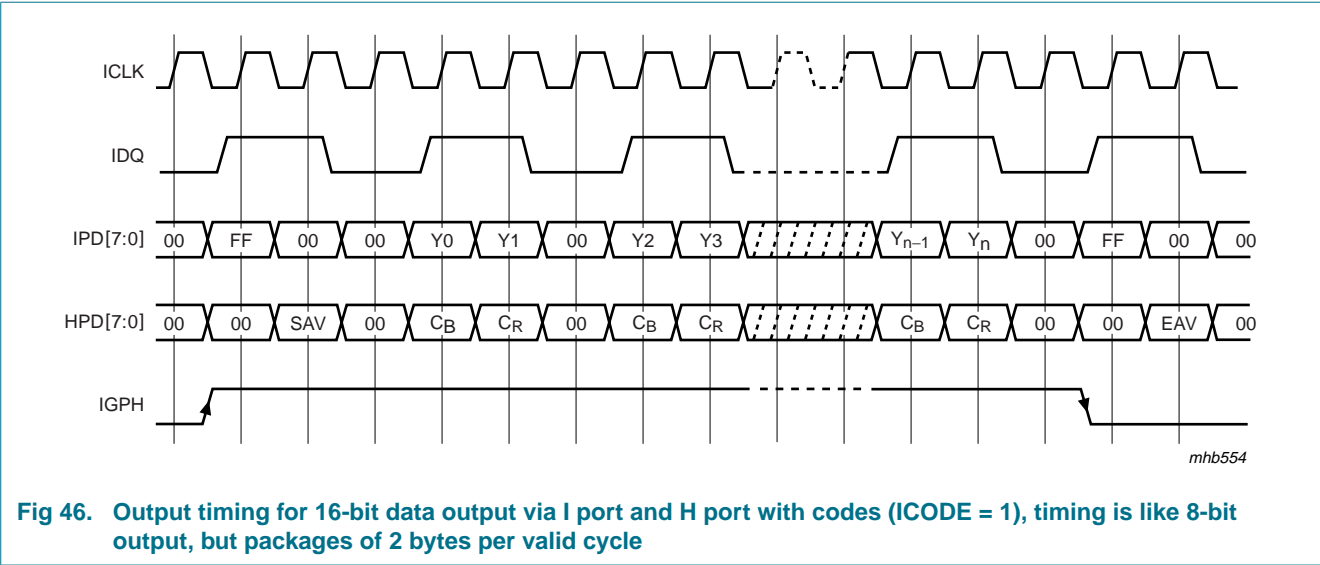 ICLK
IDQ
IPD[7:0] 00 FF 00 00 Y0 Y1 00 Y2 Y3 Yn–1 Yn 00 FF 00 00
HPD[7:0] 00 00 SAV 00 CB CR 00 CB CR CB CR 00 00 EAV 00
IGPH
mhb554
Fig 46. Output timing for 16-bit data output via I port and H port with codes (ICODE = 1), timing is like 8-bit
output, but packages of 2 bytes per valid cycle